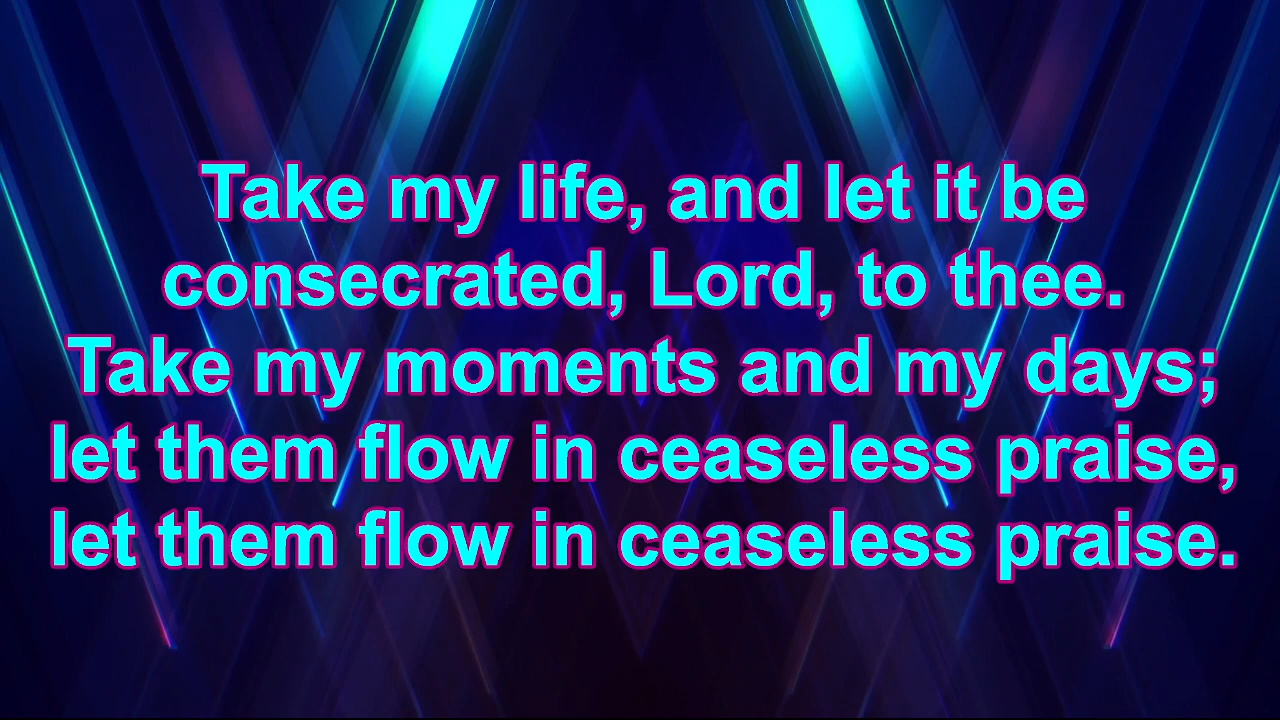 Take my life, and let it be
consecrated, Lord, to thee.
Take my moments and my days;
let them flow in ceaseless praise,
let them flow in ceaseless praise.